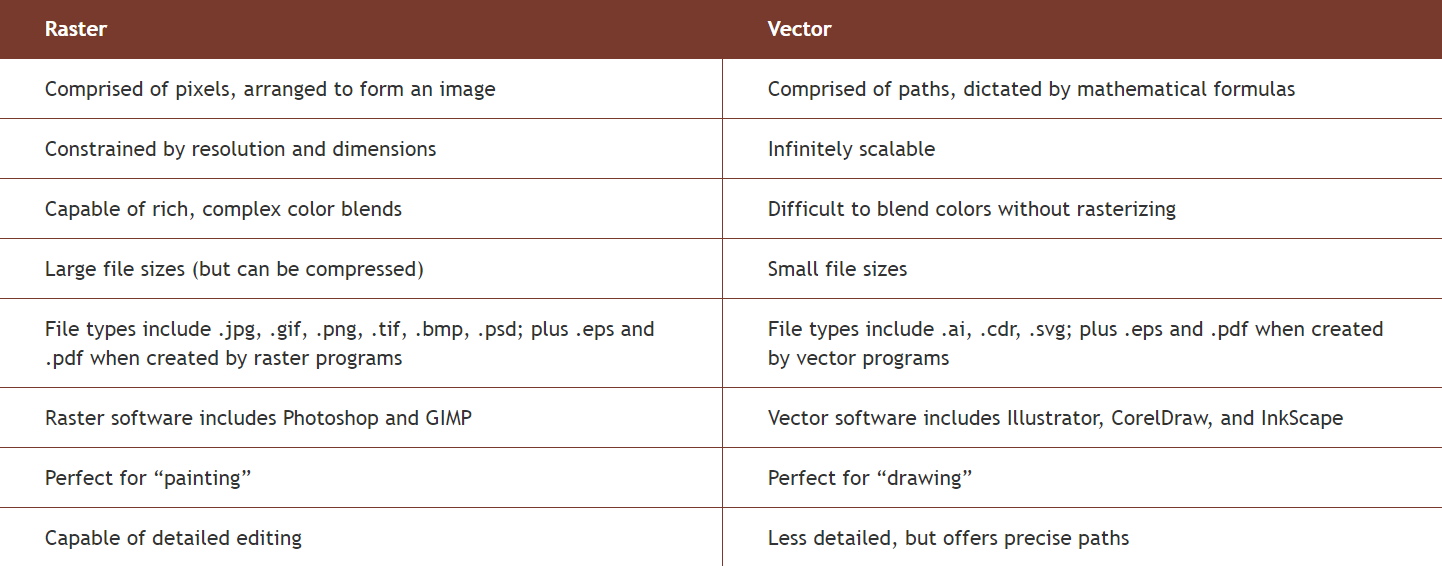 Raster
Vector
Comprised of pixels, arranged to form an image
Comprised of paths, dictated by mathematical formulas
Constrained by resolution and dimensions
Infinitely scalable
Capable of rich, complex color blends
Difficult to blend colors without rasterizing
Large file sizes (but can be compressed)
Small file sizes
File types include .jpg, .gif, .png, .tif, .bmp, .psd; plus .eps and
.pdf when created by raster programs
File types include .ai, .cdr, .svg; plus .eps and .pdf when created
by vector programs
Raster software includes Photoshop and GIMP
Vector software includes Illustrator, CorelDraw, and InkScape
Perfect for “painting”
Perfect for “drawing”
Capable of detailed editing
Less detailed, but offers precise paths